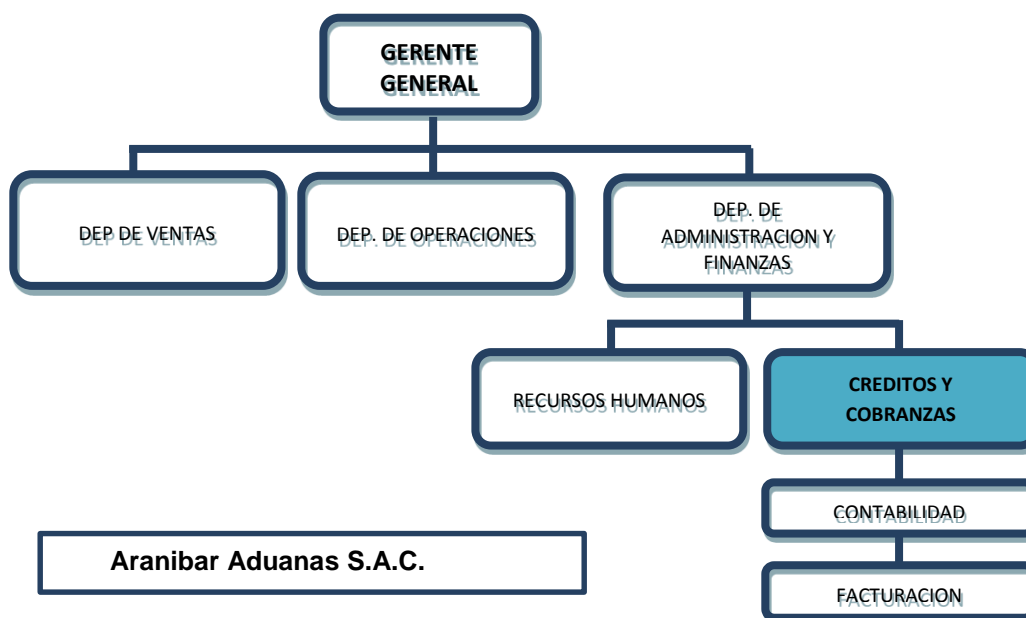 GERENTE
GENERAL
DEP DE VENTAS
DEP. DE OPERACIONES
DEP. DE
ADMINISTRACION Y
FINANZAS
RECURSOS HUMANOS
CREDITOS Y
COBRANZAS
CONTABILIDAD
FACTURACION
Aranibar Aduanas S.A.C.